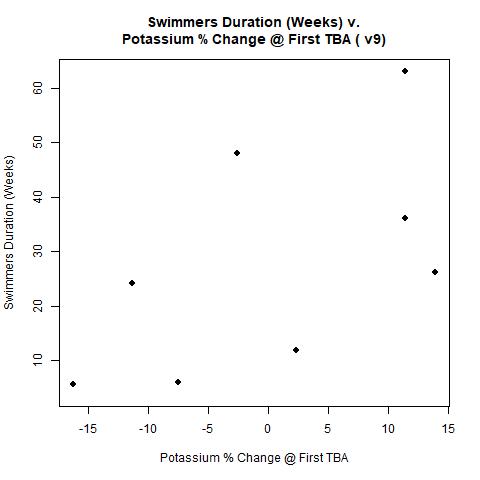 Swimmers Duration (Weeks) v.
Potassium % Change @ First TBA ( v9)
Swimmers Duration (Weeks)
60
50
40
30
20
10
-15 -10 -5 0 5 10 15
Potassium % Change @ First TBA